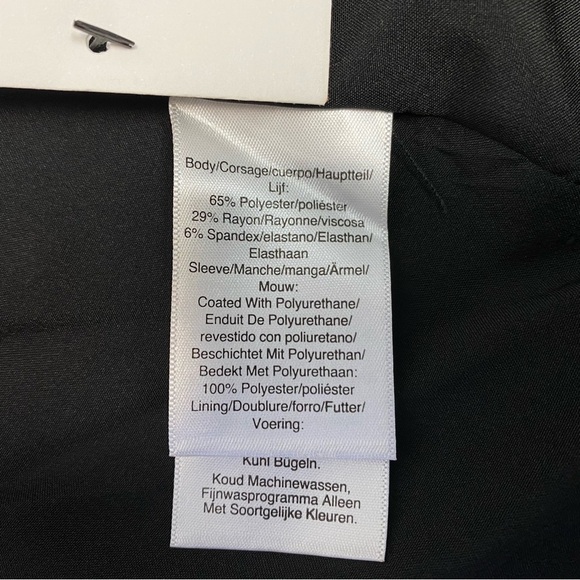 Body/Corsage/cuerpo/Hauptteil/
Lijf:
65% Polyester/poliéster
29% Rayon/Rayonne/viscosa
6% Spandex/elastano/Elasthan/
Elasthaan
Sleeve/Manche/manga/Ärmel/
Mouw:
Coated With Polyurethane/
Enduit De Polyurethane/
revestido con poliuretano/
Beschichtet Mit Polyurethan/
Bedekt Met Polyurethaan:
100% Polyester/poliéster
Lining/Doublure/forro/Futter/
Voering:
Kuhl Bügeln.
Koud Machinewassen,
Fijnwasprogramma Alleen
Met Soortgelijke Kleuren.